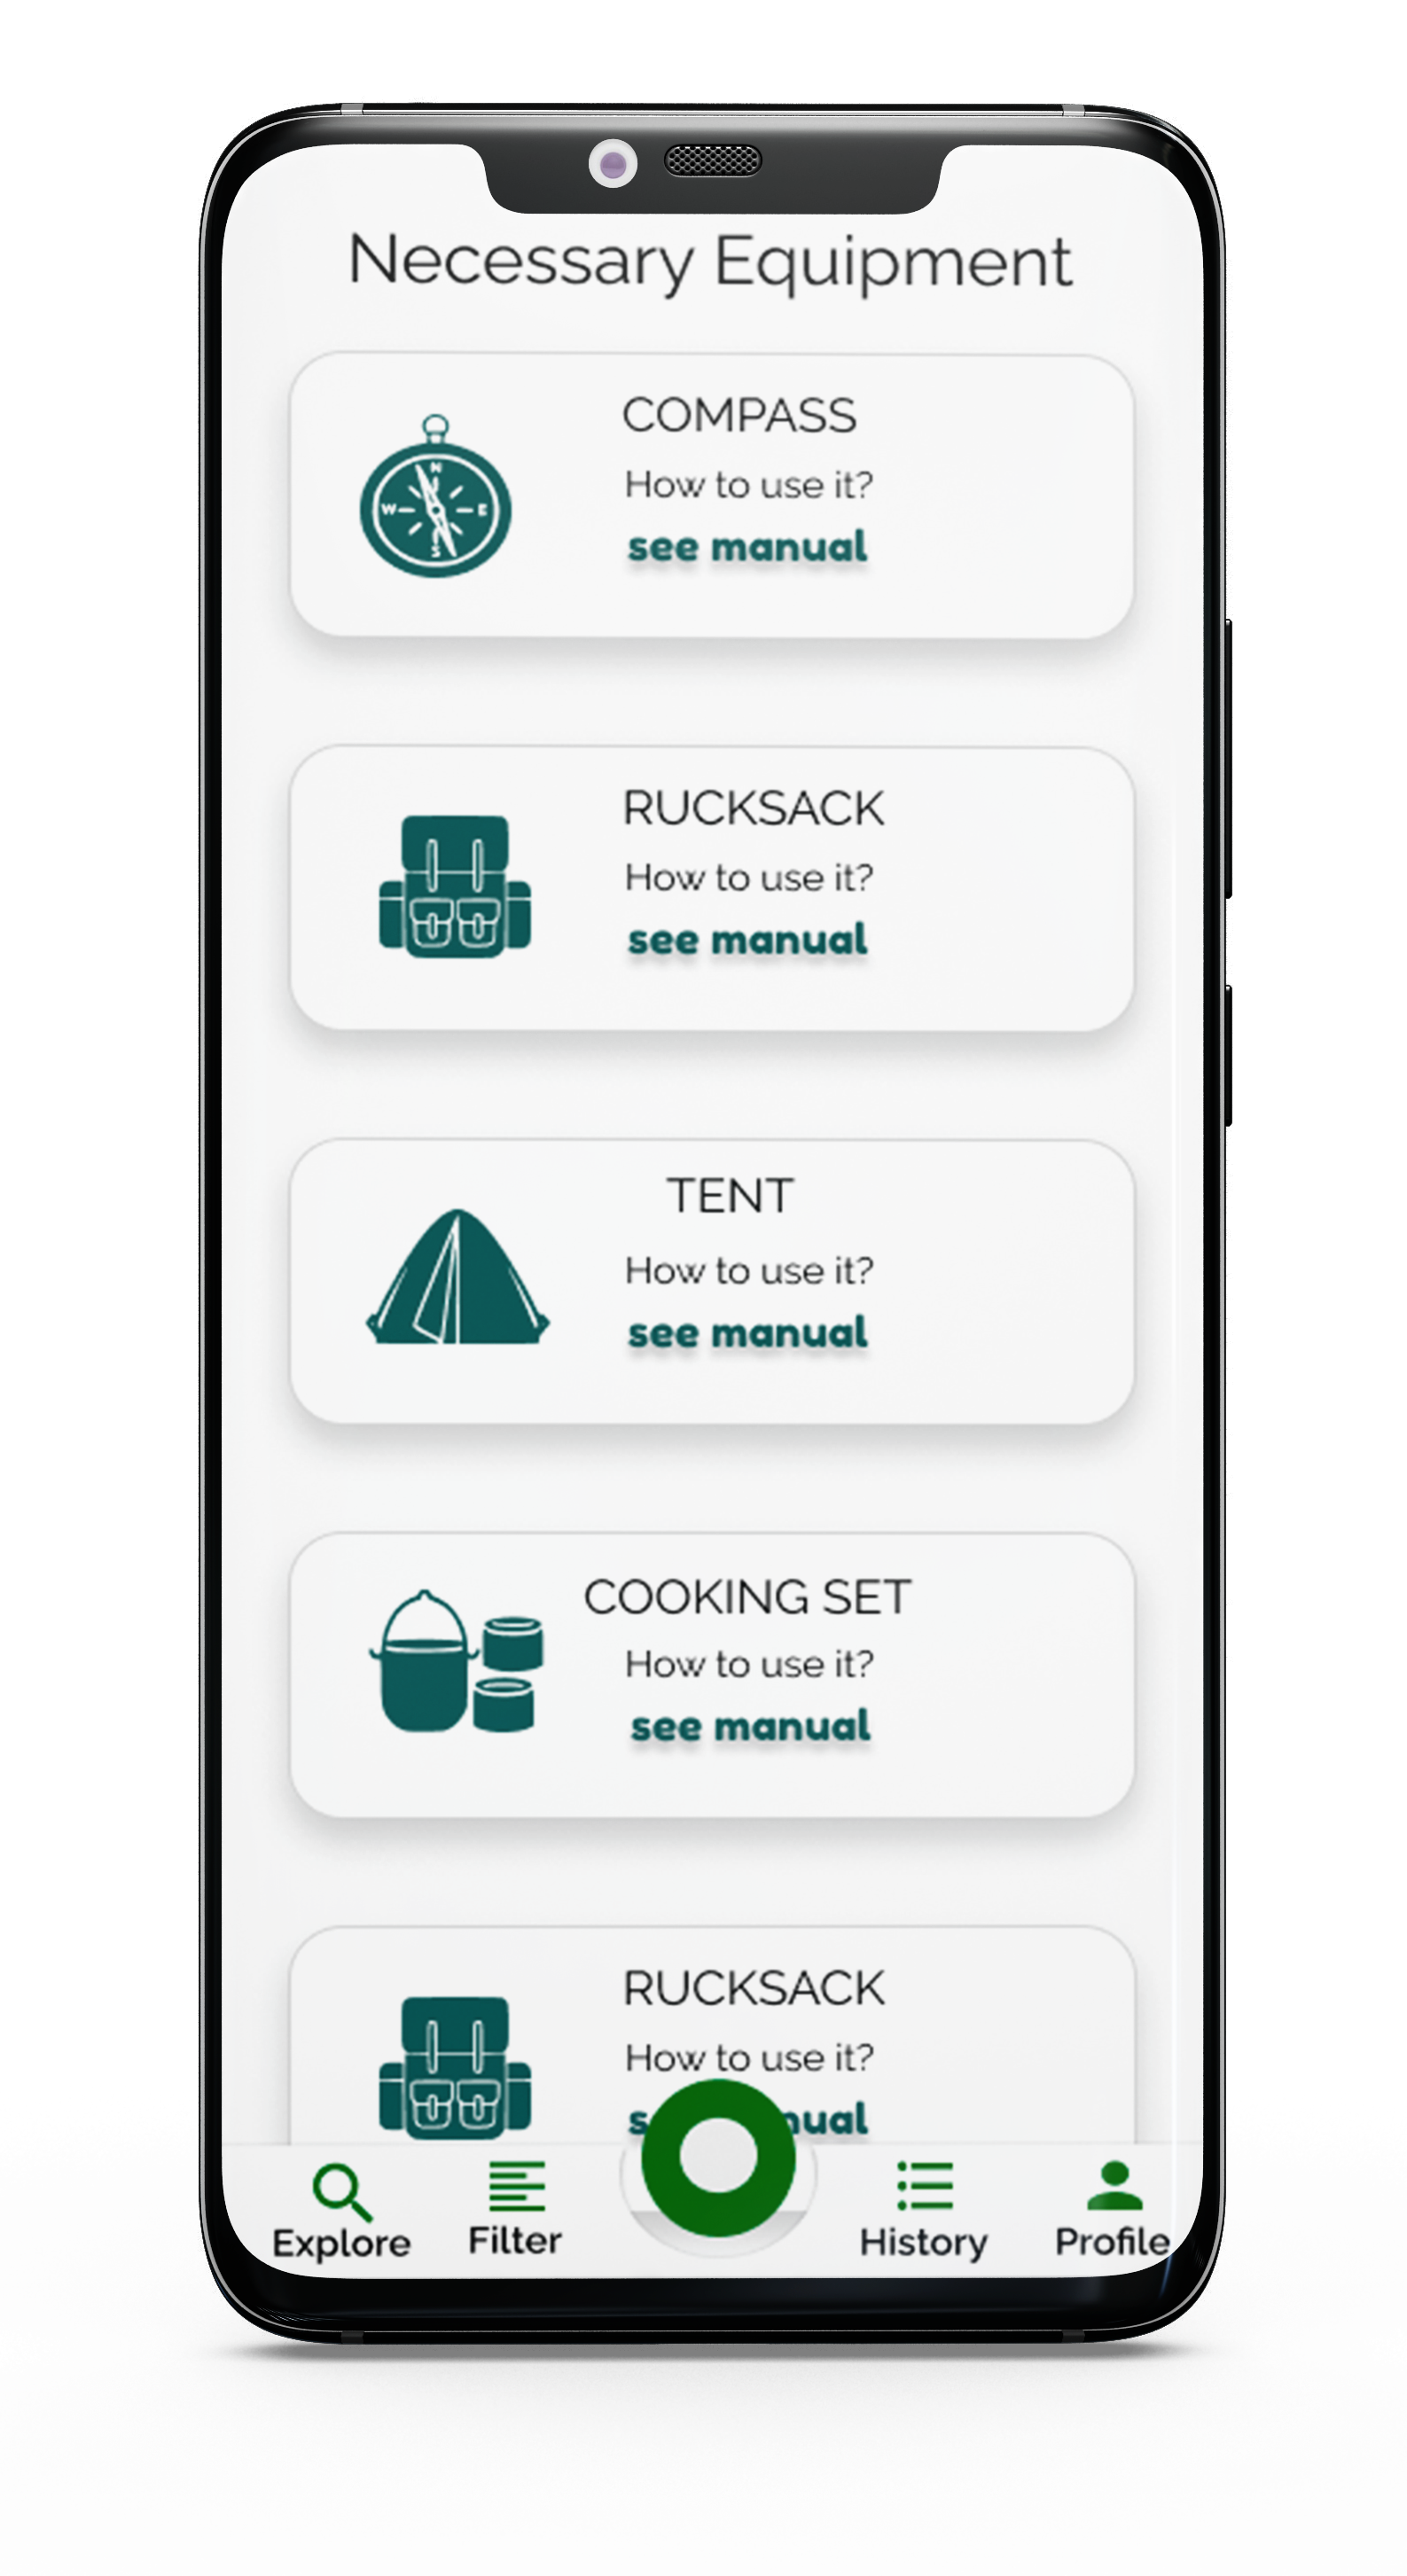 Necessary Equipment
COMPASS
N
W E
S
How to use it?
see manual
RUCKSACK
How to use it?
see manual
TENT
How to use it?
see manual
COOKING SET
How to use it?
see manual
RUCKSACK
How to use it?
Explore
Filter
History
Profile